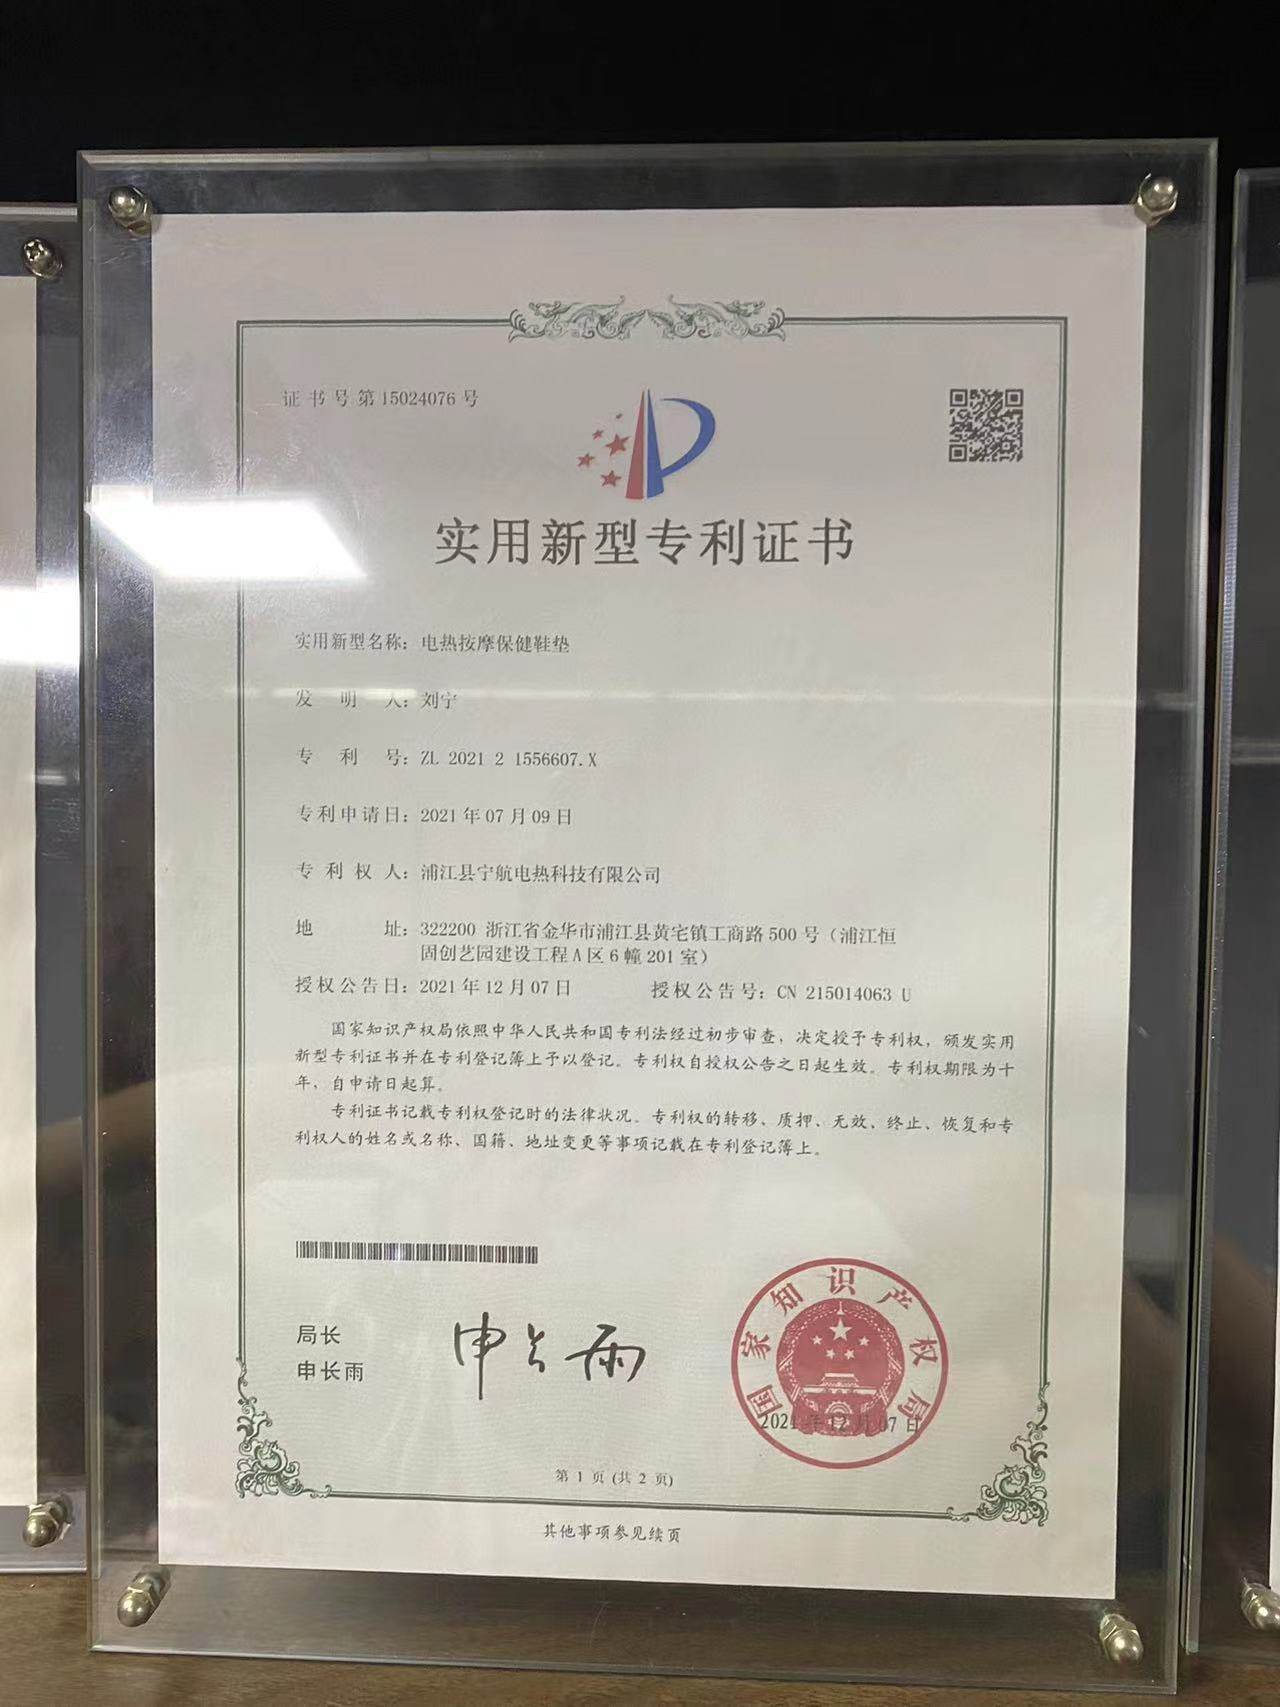 证书号第15024076号
实用新型专利证书
实用新型名称：电热按摩保健鞋垫
发明人：刘宁
专利号：ZL 2021 2 1556607.X
专利申请日：2021年07月09日
专利权人：浦江县宁航电热科技有限公司
地址：322200 浙江省金华市浦江县黄宅镇工商路500号（浦江恒
固创艺园建设工程A区6幢201室）
授权公告日：2021年12月07日 授权公告号：CN 215014063 U
国家知识产权局依照中华人民共和国专利法经过初步审查，决定授予专利权，颁发实用
新型专利证书并在专利登记簿上予以登记。专利权自授权公告之日起生效。专利权期限为十
年，自申请日起算。
专利证书记载专利权登记时的法律状况。专利权的转移、质押、无效、终止、恢复和专
利权人的姓名或名称、国籍、地址变更等事项记载在专利登记簿上。
局长
申长雨
申长雨
国家知识产权局
2021年12月07日
第 1 页 (共 2 页)
其他事项参见续页